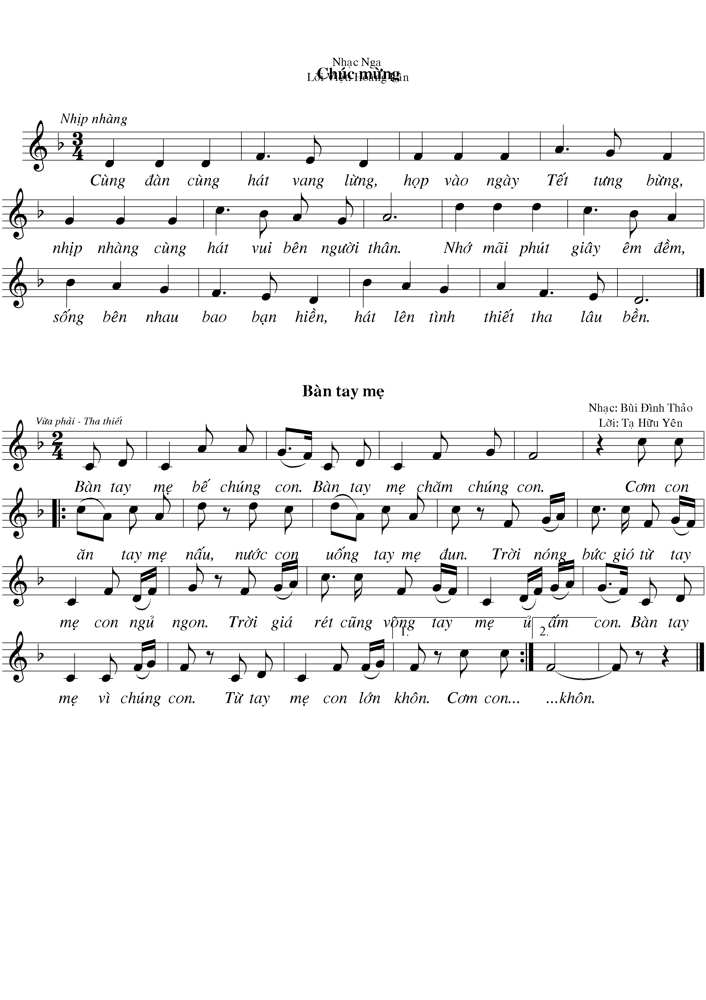 Nhạc Nga
Chúc mừng
Lời Việt: Hoàng Lân
Nhịp nhàng
3
4
Cùng đàn cùng hát vang lừng, họp vào ngày Tết tưng bừng,
nhịp nhàng cùng hát vui bên người thân. Nhớ mãi phút giây êm đềm,
sống bên nhau bao bạn hiền, hát lên tình thiết tha lâu bền.
Bàn tay mẹ
Nhạc: Bùi Đình Thảo
Lời: Tạ Hữu Yên
Vừa phải - Tha thiết
2
4
Bàn tay mẹ bế chúng con. Bàn tay mẹ chăm chúng con. Cơm con
ăn tay mẹ nấu, nước con uống tay mẹ đun. Trời nóng bức gió từ tay
mẹ con ngủ ngon. Trời giá rét cũng vòng tay mẹ ủ ấm con. Bàn tay
1. 2.
mẹ vì chúng con. Từ tay mẹ con lớn khôn. Cơm con... ...khôn.